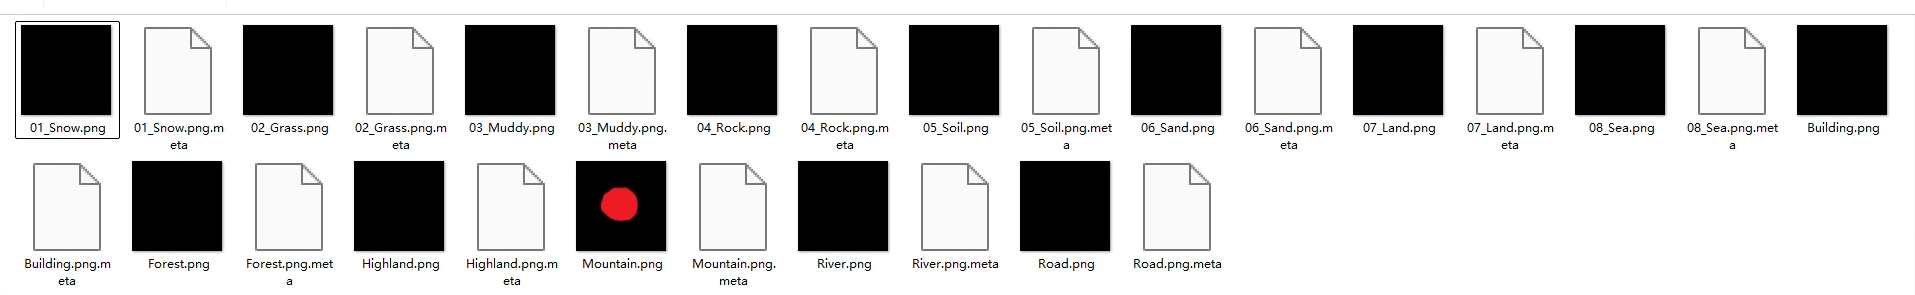 01_Snow.png 01_Snow.png.m 02_Grass.png 02_Grass.png.m 03_Muddy.png 03_Muddy.png. 04_Rock.png 04_Rock.png.m 05_Soil.png 05_Soil.png.met 06_Sand.png 06_Sand.png.m 07_Land.png 07_Land.png.m 08_Sea.png 08_Sea.png.met Building.png
eta eta meta eta a eta eta a
Building.png.m Forest.png Forest.png.met Highland.png Highland.png.m Mountain.png Mountain.png. River.png River.png.meta Road.png Road.png.meta
eta a eta meta